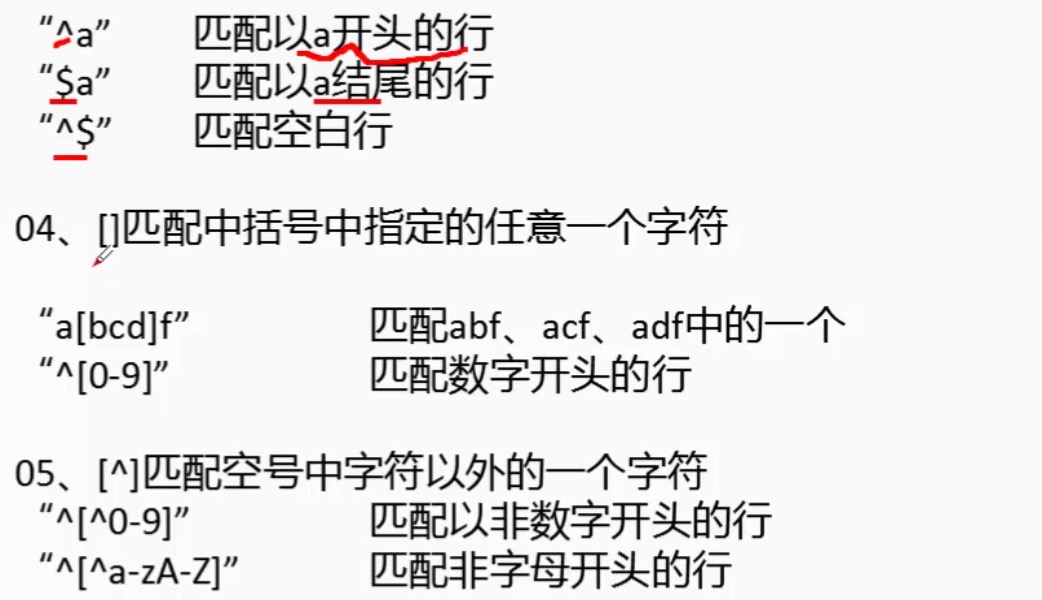 “^a” 匹配以a开头的行
“$a” 匹配以a结尾的行
“^$” 匹配空白行
04、[]匹配中括号中指定的任意一个字符
“a[bcd]f” 匹配abf、acf、adf中的一个
“^[0-9]” 匹配数字开头的行
05、[^]匹配空号中字符以外的一个字符
“^[^0-9]” 匹配以非数字开头的行
“^[^a-zA-Z]” 匹配非字母开头的行